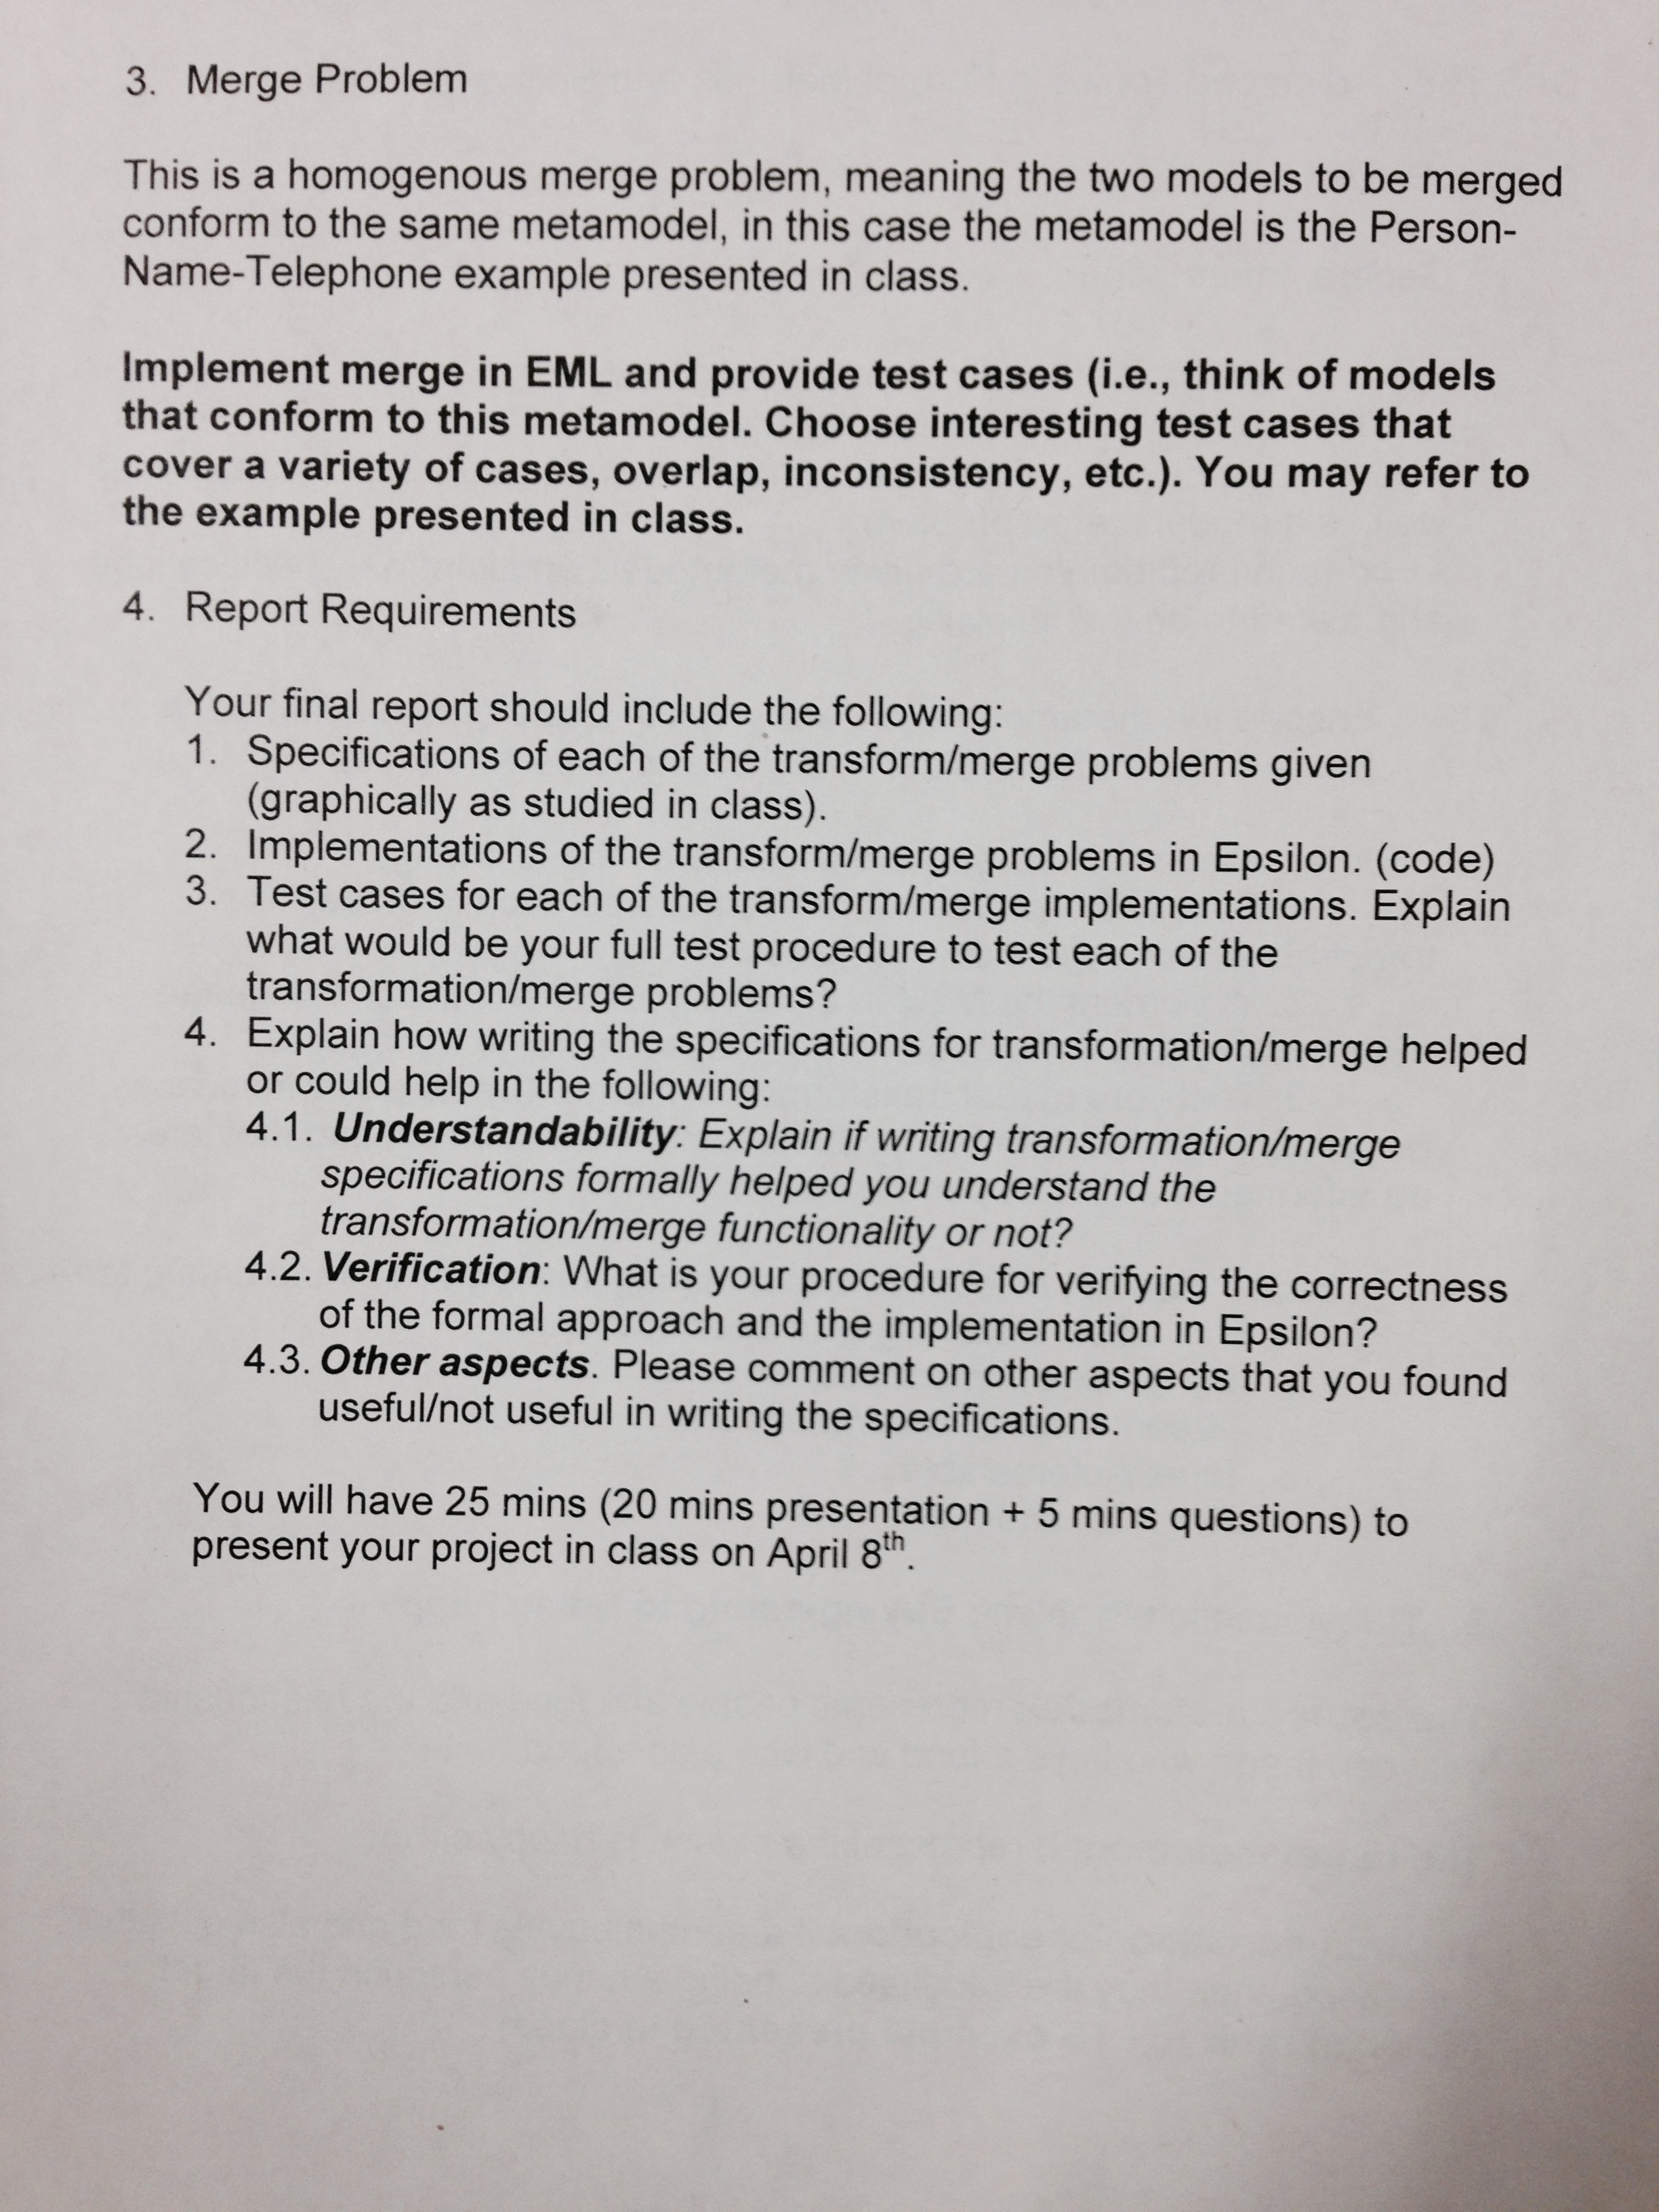 3. Merge Problem
This is a homogenous merge problem, meaning the two models to be merged
conform to the same metamodel, in this case the metamodel is the Person-
Name-Telephone example presented in class.
Implement merge in EML and provide test cases (i.e., think of models
that conform to this metamodel. Choose interesting test cases that
cover a variety of cases, overlap, inconsistency, etc.). You may refer to
the example presented in class.
4. Report Requirements
Your final report should include the following:
1. Specifications of each of the transform/merge problems given
(graphically as studied in class).
2. Implementations of the transform/merge problems in Epsilon. (code)
3. Test cases for each of the transform/merge implementations. Explain
what would be your full test procedure to test each of the
transformation/merge problems?
4. Explain how writing the specifications for transformation/merge helped
or could help in the following:
4.1. Understandability: Explain if writing transformation/merge
specifications formally helped you understand the
transformation/merge functionality or not?
4.2. Verification: What is your procedure for verifying the correctness
of the formal approach and the implementation in Epsilon?
4.3. Other aspects. Please comment on other aspects that you found
useful/not useful in writing the specifications.
You will have 25 mins (20 mins presentation + 5 mins questions) to
present your project in class on April 8th.